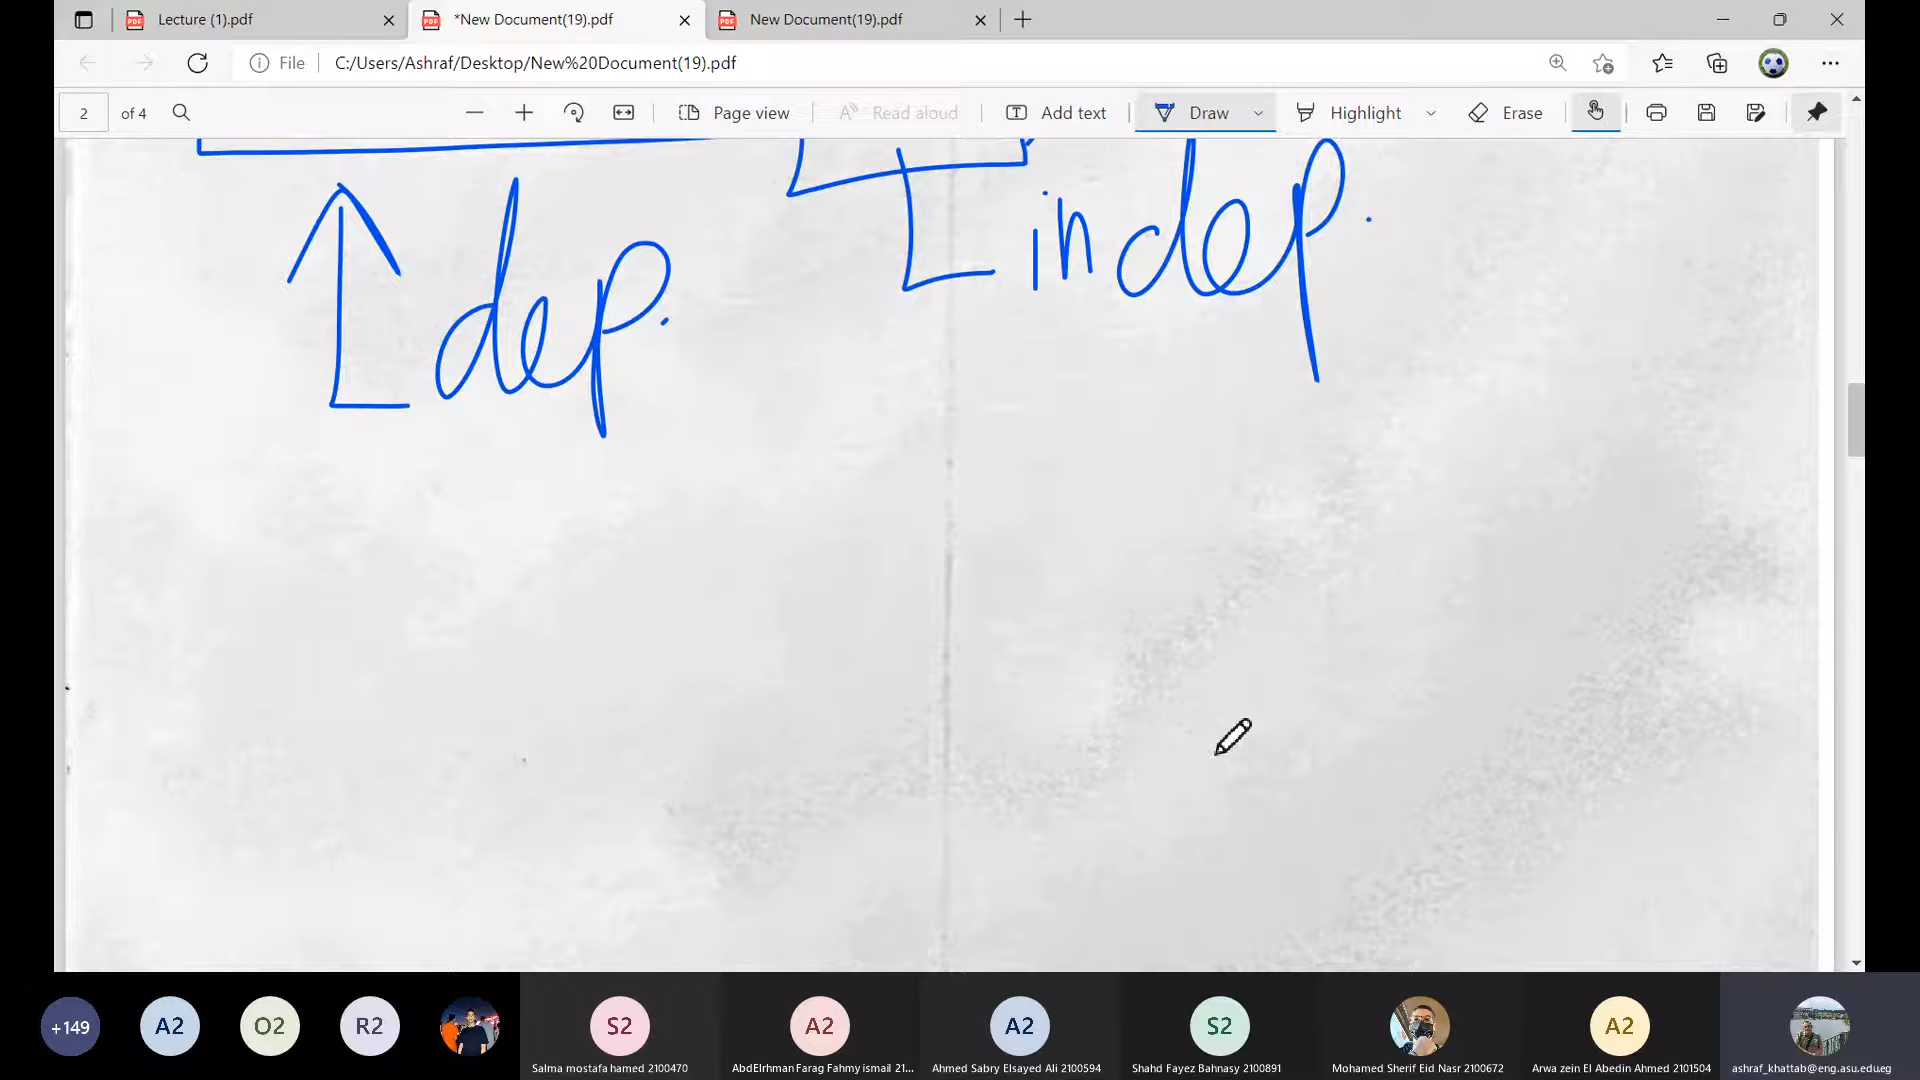 Lecture (1).pdf
*New Document(19).pdf
New Document(19).pdf
File
C:/Users/Ashraf/Desktop/New%20Document(19).pdf
2 of 4
Page view
Read aloud
Add text
Draw
Highlight
Erase
indep.
dep.
+149
A2
O2
R2
S2
A2
A2
S2
A2
Salma mostafa hamed 2100470
AbdElrhman Farag Fahmy ismail 21...
Ahmed Sabry Elsayed Ali 2100594
Shahd Fayez Bahnasy 2100891
Mohamed Sherif Eid Nasr 2100672
Arwa zein El Abedin Ahmed 2101504
ashraf_khattab@eng.asu.edu.eg